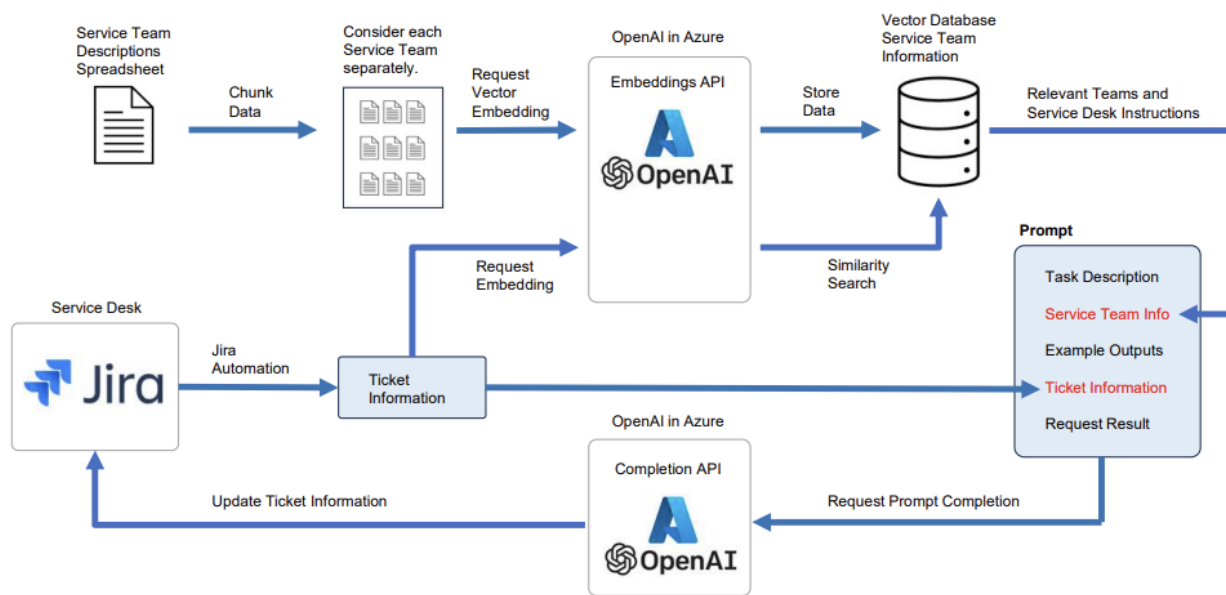 Service Team
Descriptions
Spreadsheet
Chunk
Data
Consider each
Service Team
separately.
Request
Vector
Embedding
OpenAI in Azure
Embeddings API
OpenAI
Store
Data
Vector Database
Service Team
Information
Relevant Teams and
Service Desk Instructions
Request
Embedding
Similarity
Search
Prompt
Task Description
Service Team Info
Example Outputs
Ticket Information
Request Result
Service Desk
Jira
Jira
Automation
Ticket
Information
OpenAI in Azure
Completion API
OpenAI
Request Prompt Completion
Update Ticket Information